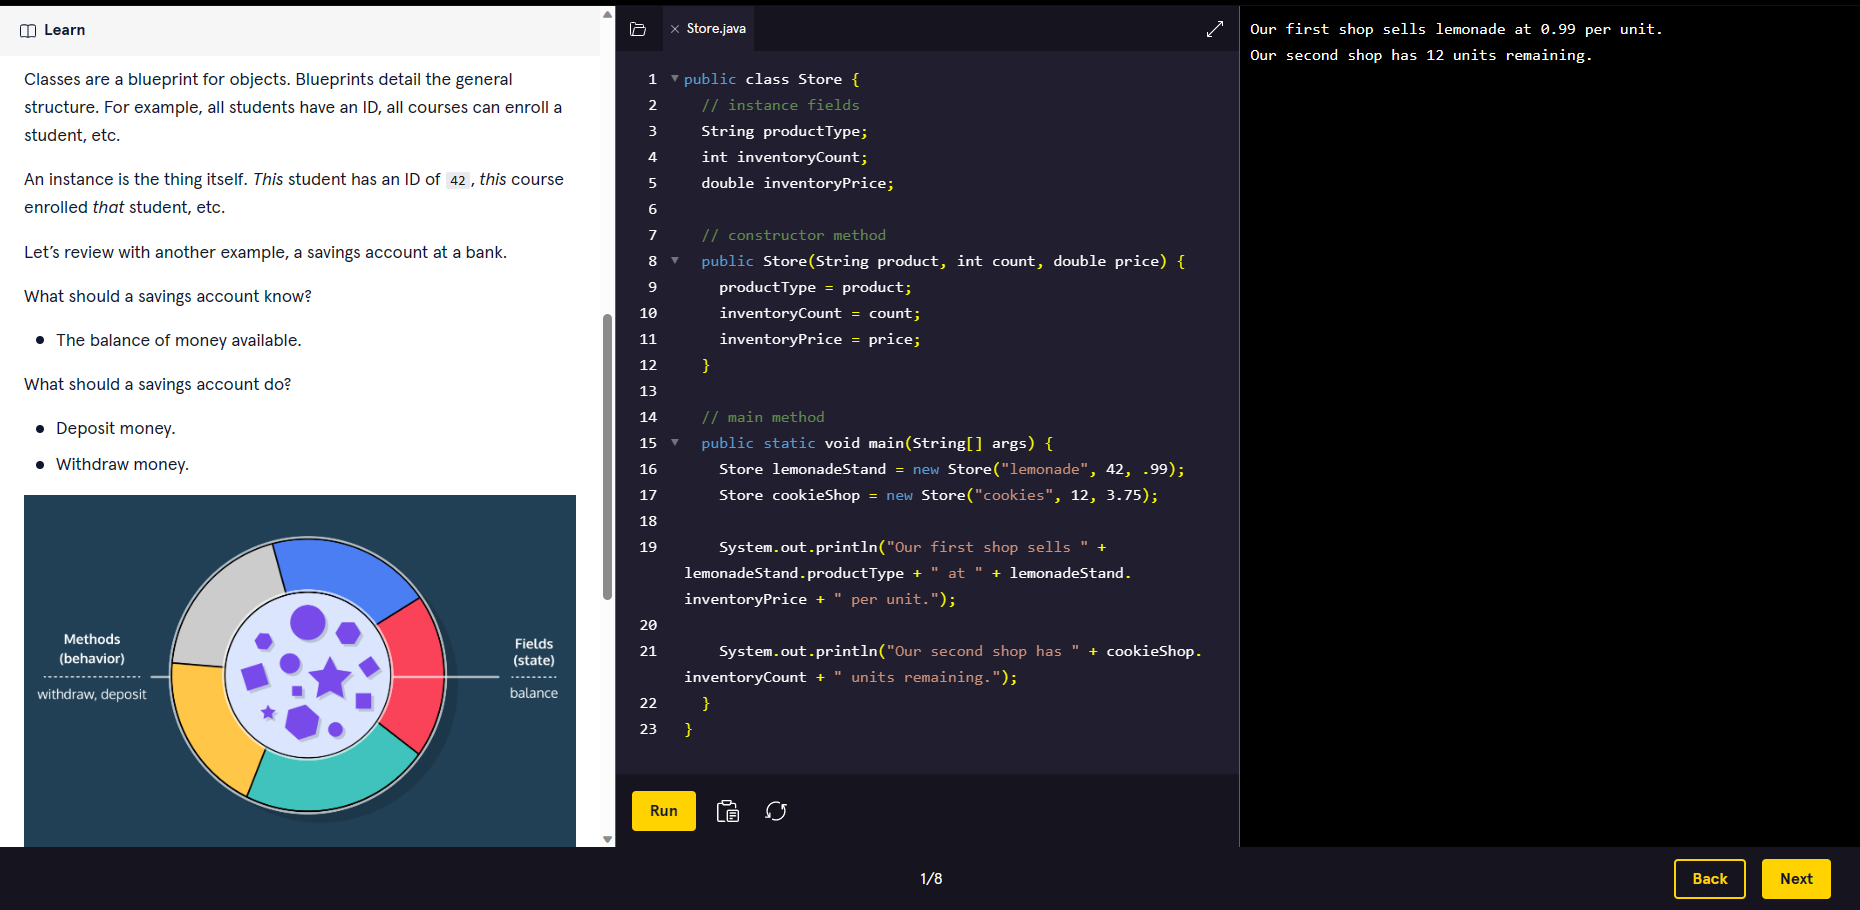 Learn
Classes are a blueprint for objects. Blueprints detail the general
structure. For example, all students have an ID, all courses can enroll a
student, etc.
An instance is the thing itself. This student has an ID of 42 , this course
enrolled that student, etc.
Let’s review with another example, a savings account at a bank.
What should a savings account know?
The balance of money available.
What should a savings account do?
Deposit money.
Withdraw money.
Methods
(behavior)
withdraw, deposit
Fields
(state)
balance
Store.java
1 public class Store {
2 // instance fields
3 String productType;
4 int inventoryCount;
5 double inventoryPrice;
6
7 // constructor method
8 public Store(String product, int count, double price) {
9 productType = product;
10 inventoryCount = count;
11 inventoryPrice = price;
12 }
13
14 // main method
15 public static void main(String[] args) {
16 Store lemonadeStand = new Store("lemonade", 42, .99);
17 Store cookieShop = new Store("cookies", 12, 3.75);
18
19 System.out.println("Our first shop sells " +
lemonadeStand.productType + " at " + lemonadeStand.
inventoryPrice + " per unit.");
20
21 System.out.println("Our second shop has " + cookieShop.
inventoryCount + " units remaining.");
22 }
23 }
Run
Our first shop sells lemonade at 0.99 per unit.
Our second shop has 12 units remaining.
1/8
Back
Next